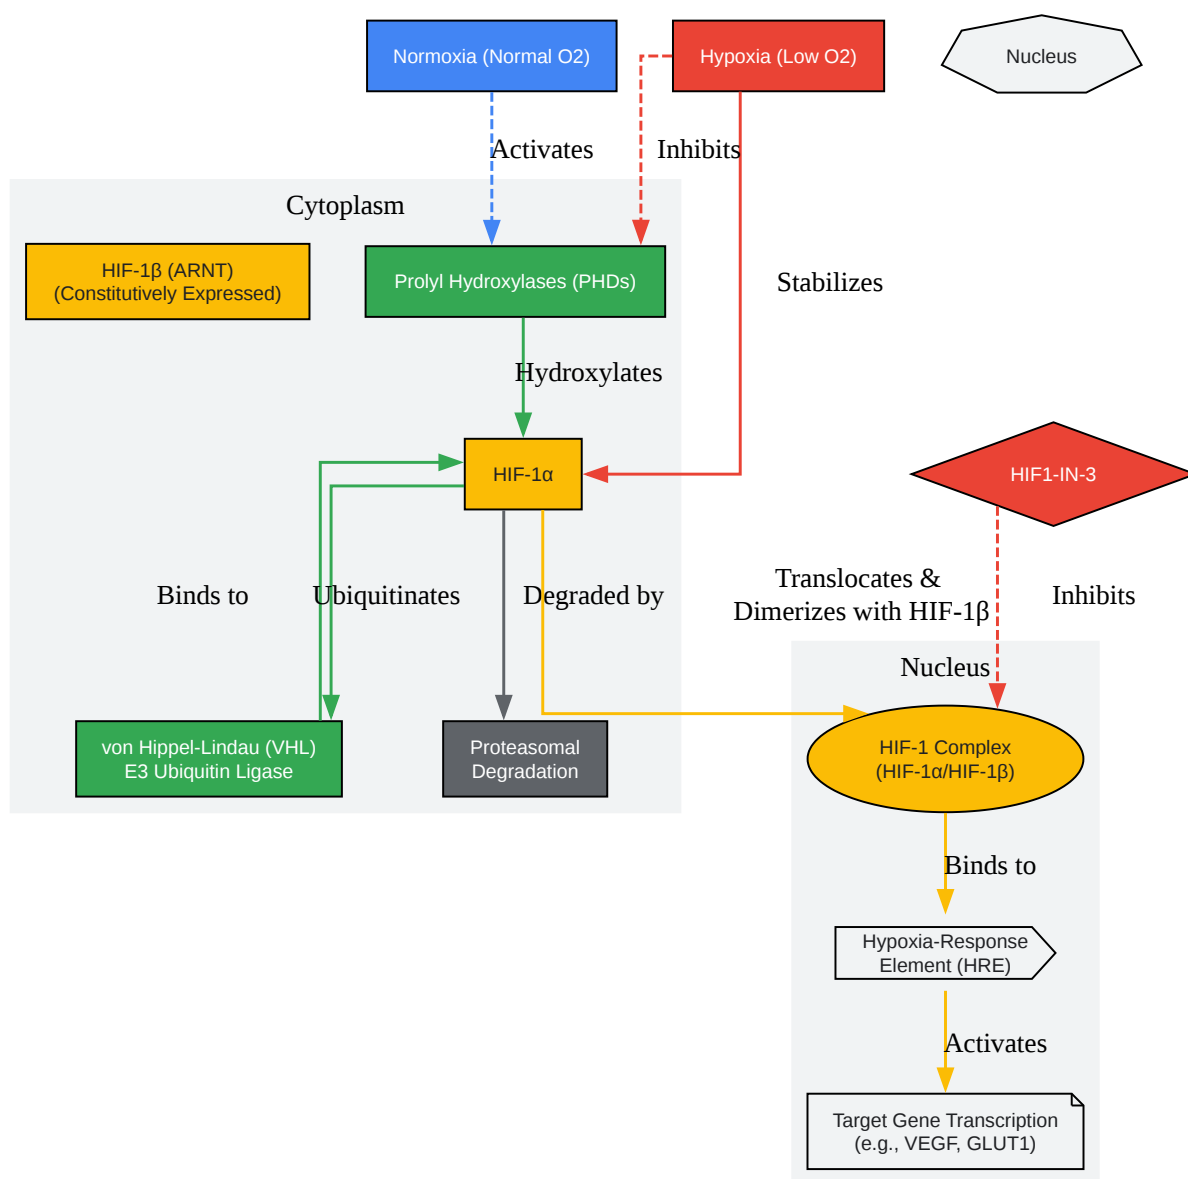 Normoxia (Normal O2)
Hypoxia (Low O2)
Nucleus
Activates
Inhibits
Cytoplasm
HIF-1β (ARNT)
(Constitutively Expressed)
Prolyl Hydroxylases (PHDs)
Stabilizes
Hydroxylates
HIF-1α
HIF1-IN-3
Binds to
Ubiquitinates
Degraded by
Translocates &
Dimerizes with HIF-1β
Inhibits
Nucleus
von Hippel-Lindau (VHL)
E3 Ubiquitin Ligase
Proteasomal
Degradation
HIF-1 Complex
(HIF-1α/HIF-1β)
Binds to
Hypoxia-Response
Element (HRE)
Activates
Target Gene Transcription
(e.g., VEGF, GLUT1)